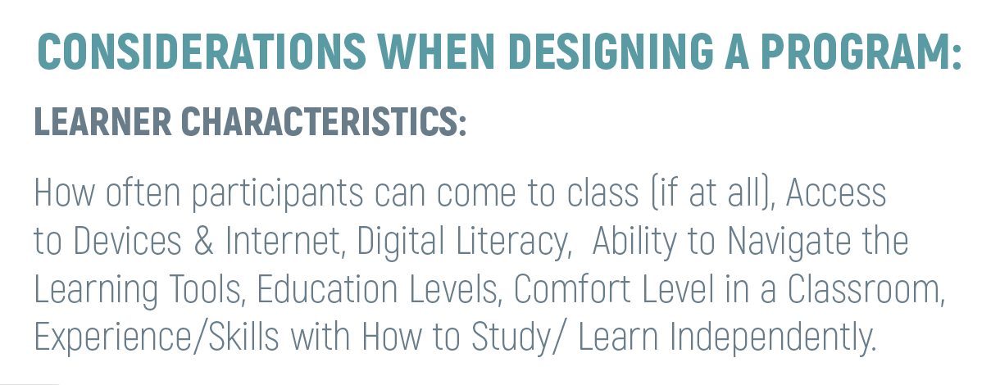 CONSIDERATIONS WHEN DESIGNING A PROGRAM:
LEARNER CHARACTERISTICS:
How often participants can come to class (if at all), Access
to Devices & Internet, Digital Literacy,  Ability to Navigate the
Learning Tools, Education Levels, Comfort Level in a Classroom,
Experience/Skills with How to Study/ Learn Independently.